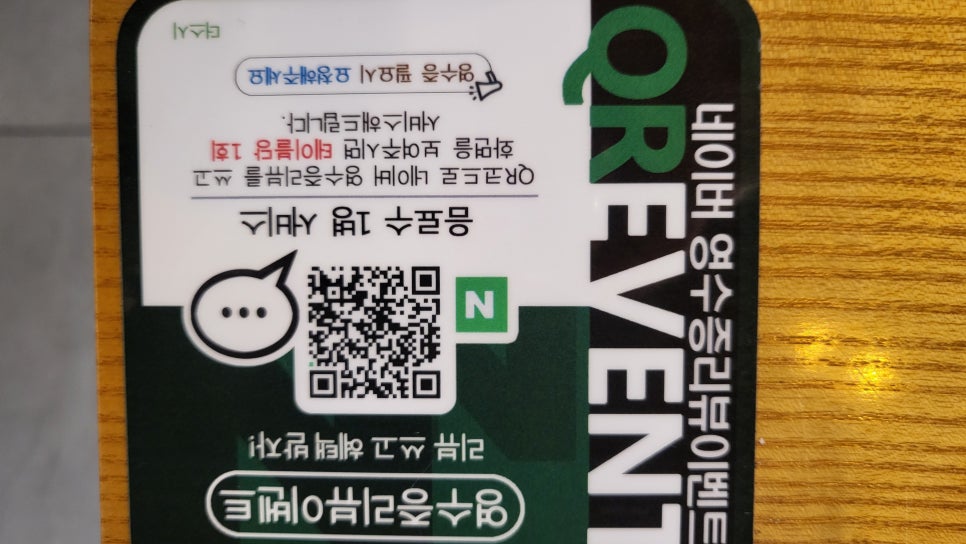 네이버 영수증리뷰이벤트
QREVENT
영수증리뷰이벤트
리뷰 쓰고 혜택 받자!
N
음료수 1병 서비스
QR코드로 네이버 영수증리뷰를 쓰고
화면을 보여주시면 테이블당 1회
서비스해드립니다.
영수증 필요시 요청해주세요
더스시